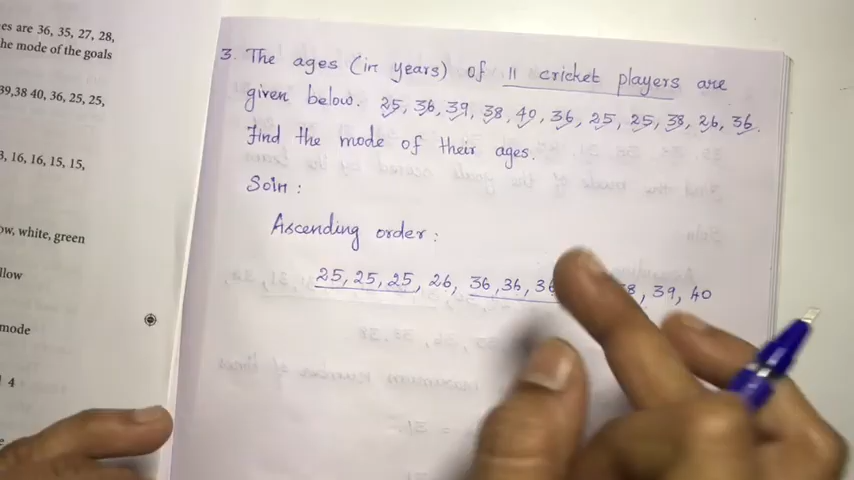 es are 36, 35, 27, 28,
he mode of the goals
39,38 40, 36, 25, 25,
3, 16, 16, 15, 15,
ow, white, green
llow
mode
4
3. The ages (in years) of 11 cricket players are
given below. 25, 36, 39, 38, 40, 36, 25, 25, 38, 26, 36.
Find the mode of their ages.
Soln:
Ascending order:
25, 25, 25, 26, 36, 36, 36 38, 39, 40